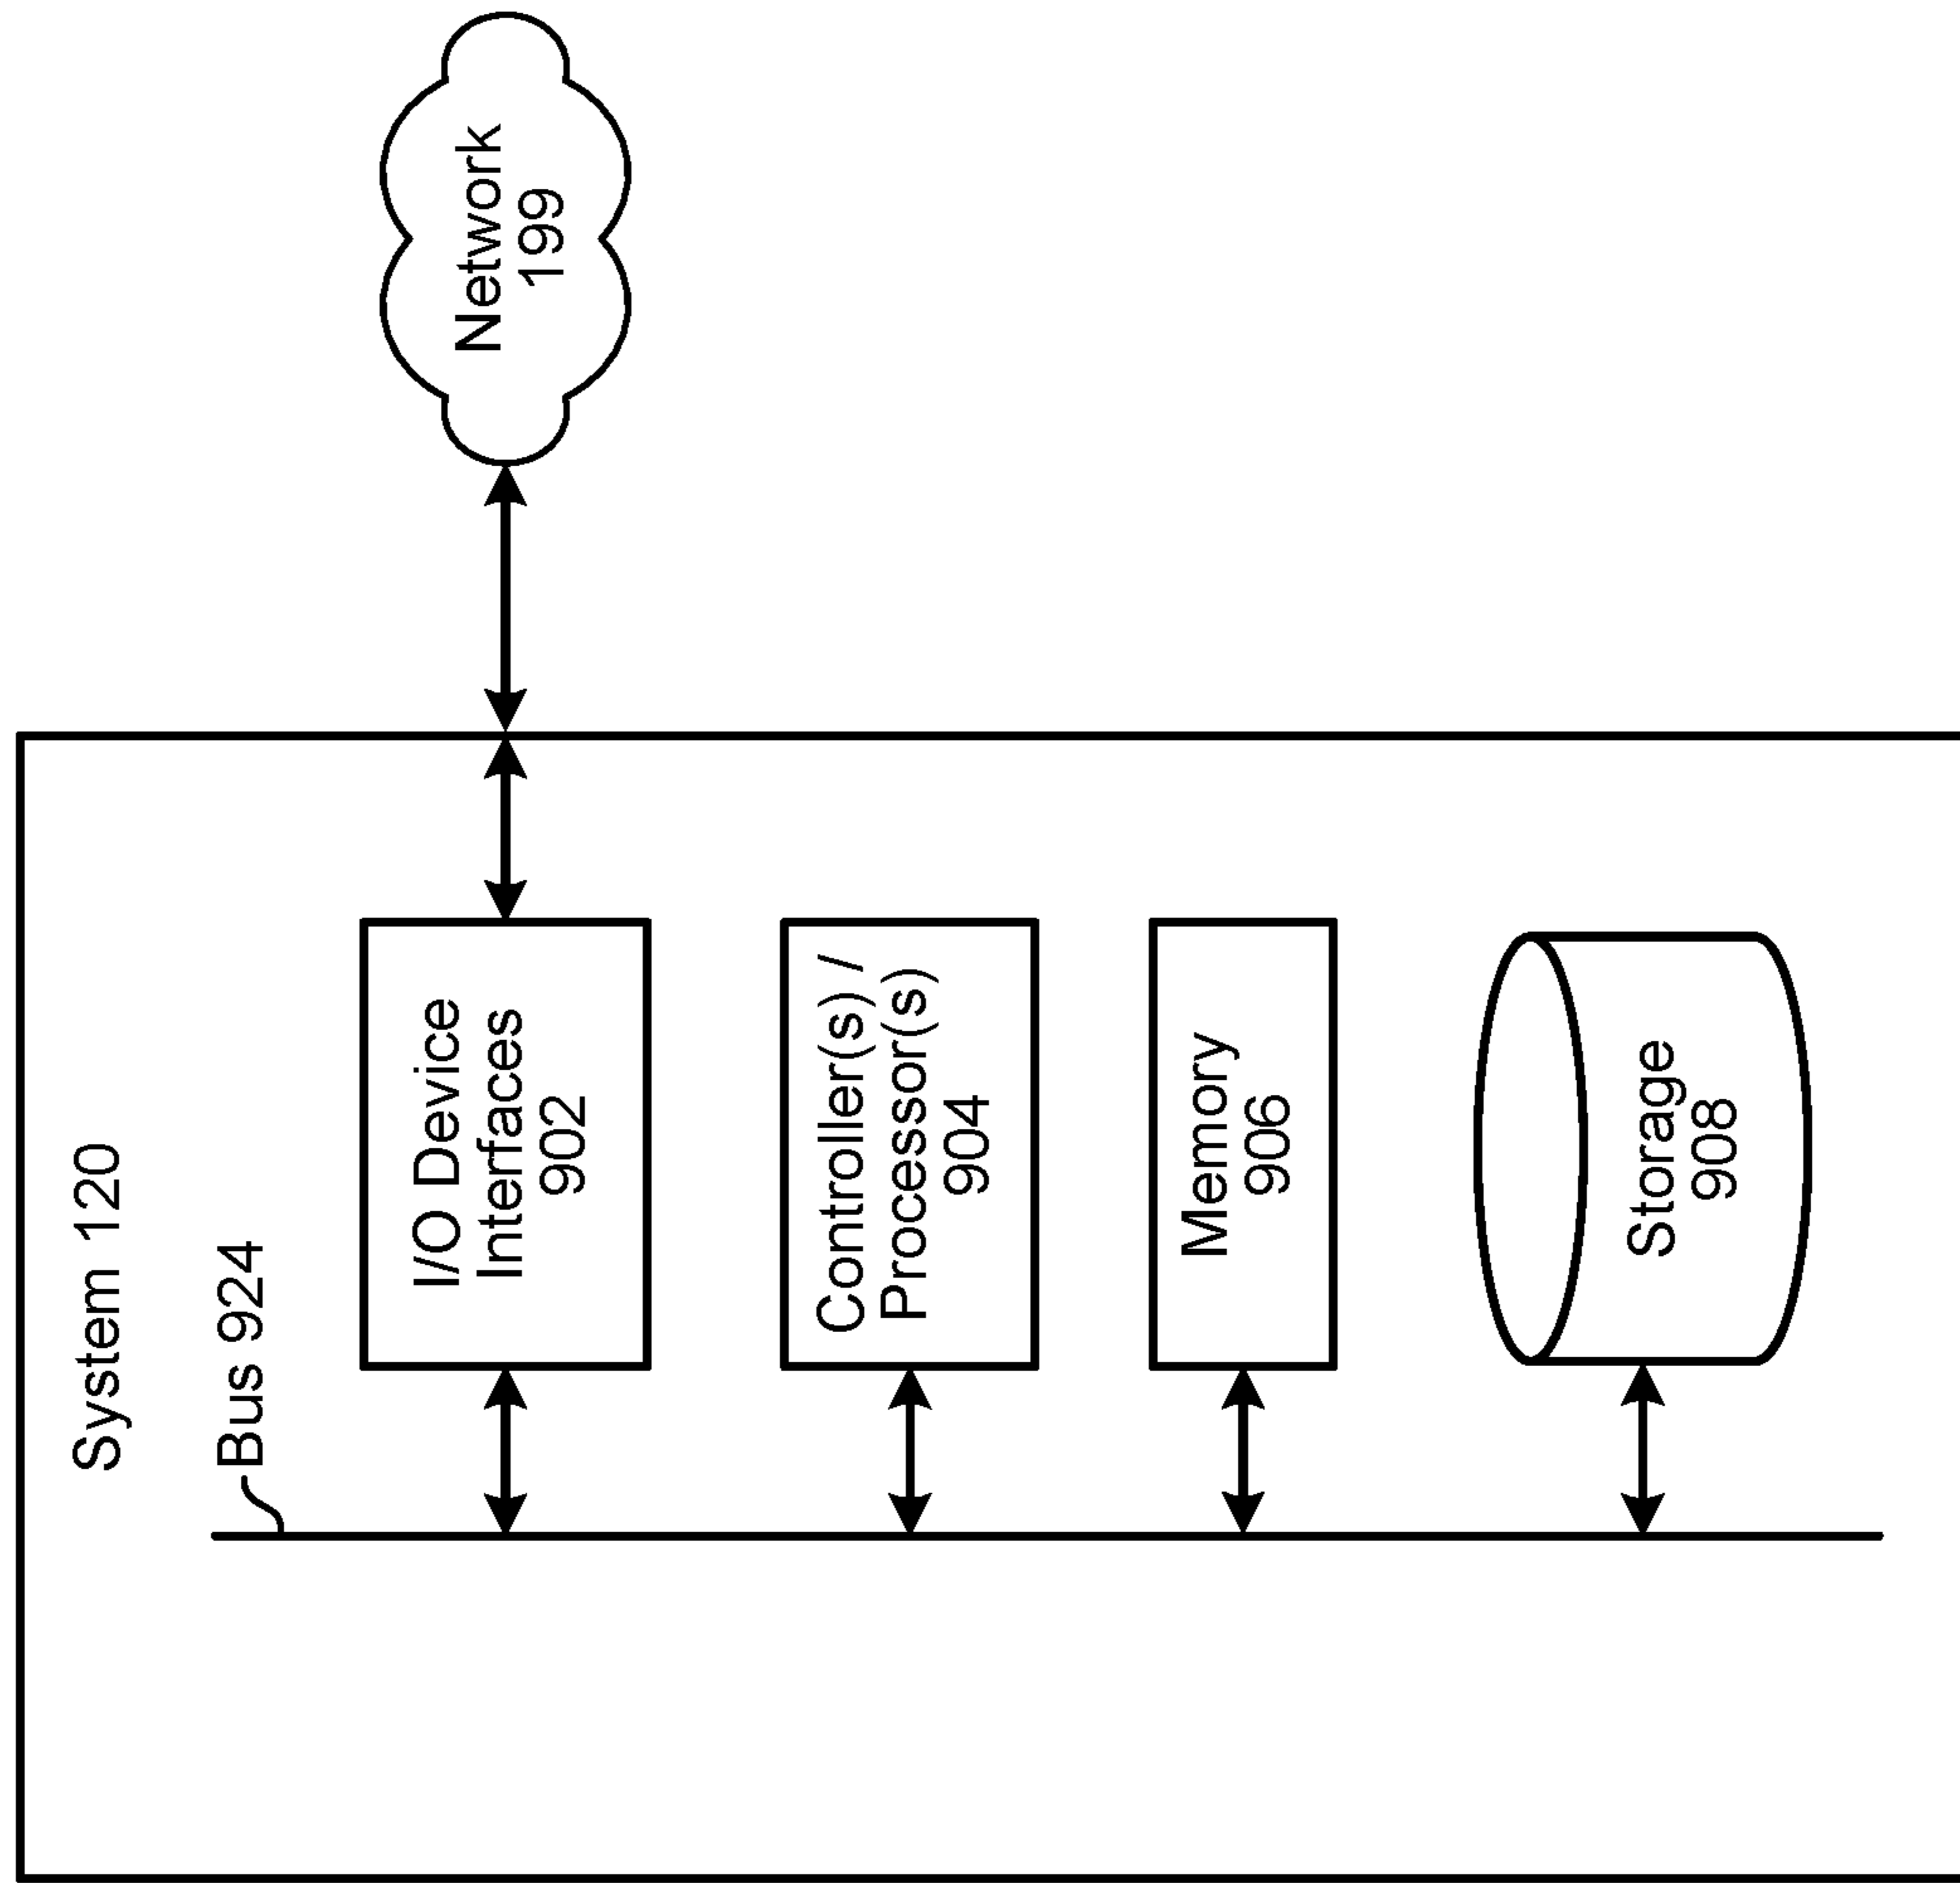 System 120
Bus 924
I/O Device
Interfaces
902
Controller(s) /
Processor(s)
904
Memory
906
Storage
908
Network
199